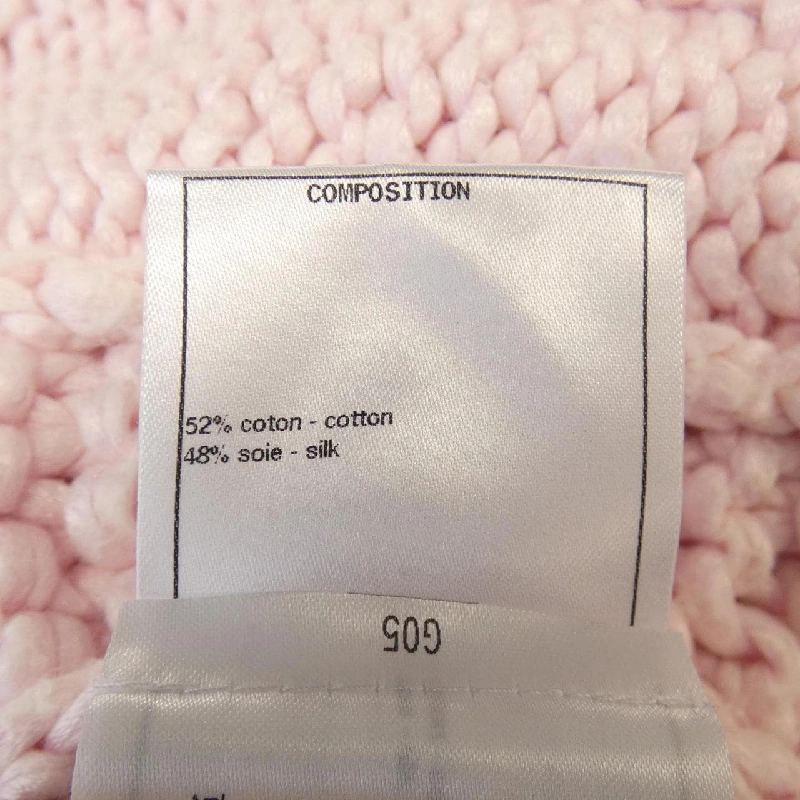 COMPOSITION
52% coton - cotton
48% soie - silk
G05